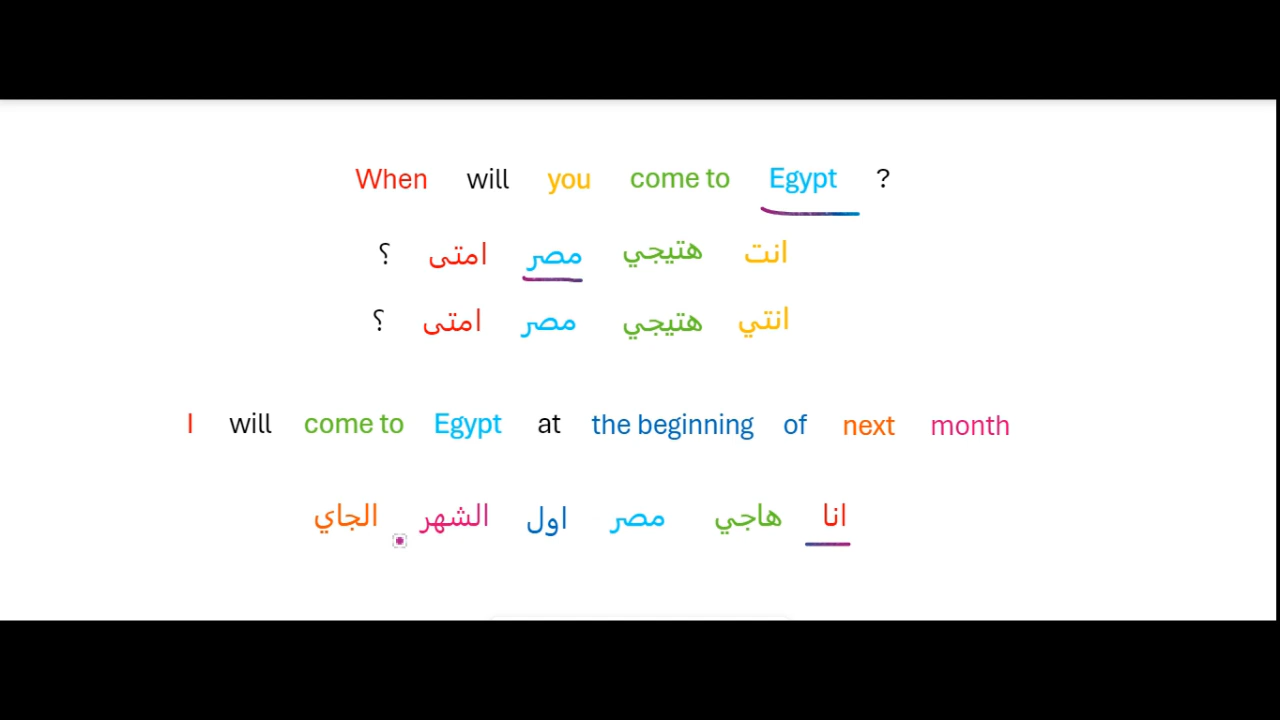 When will you come to Egypt ?
انت هتيجي مصر امتى ؟
انتي هتيجي مصر امتى ؟
I will come to Egypt at the beginning of next month
انا هاجي مصر اول الشهر الجاي